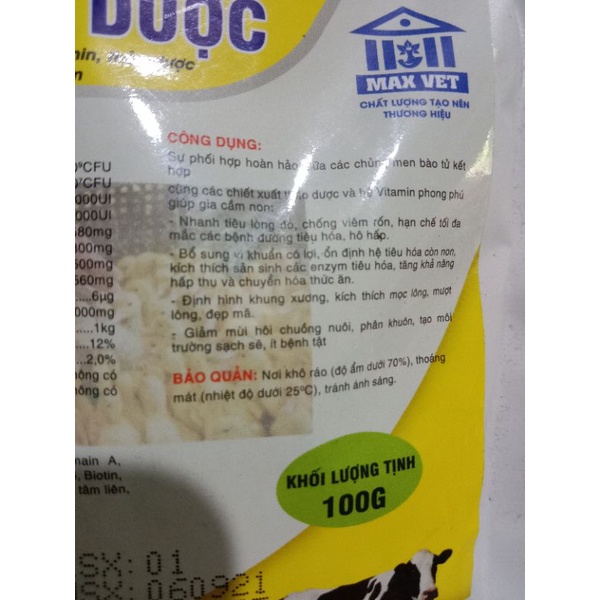 DƯỢC
MAX VET
CHẤT LƯỢNG TẠO NÊN
THƯƠNG HIỆU
CÔNG DỤNG:
Sự phối hợp hoàn hảo giữa các chủng men bào tử kết
hợp
cùng các chiết xuất thảo dược và hệ Vitamin phong phú
giúp gia cầm non:
- Nhanh tiêu lòng đỏ, chống viêm rốn, hạn chế tối đa
mắc các bệnh đường tiêu hóa, hô hấp.
- Bổ sung vi khuẩn có lợi, ổn định hệ tiêu hóa còn non,
kích thích sản sinh các enzym tiêu hóa, tăng khả năng
hấp thụ và chuyển hóa thức ăn.
- Định hình khung xương, kích thích mọc lông, mượt
lông, đẹp mã.
- Giảm mùi hôi chuồng nuôi, phân khuôn, tạo môi
trường sạch sẽ, ít bệnh tật
BẢO QUẢN: Nơi khô ráo (độ ẩm dưới 70%), thoáng
mát (nhiệt độ dưới 25ºC), tránh ánh sáng.
CFU
CFU
000UI
000UI
680mg
800mg
500mg
560mg
6µg
000mg
1kg
12%
2,0%
không có
không có
A,
Biotin,
tâm liên,
KHỐI LƯỢNG TỊNH
100G
SX: 01
SX: 060921